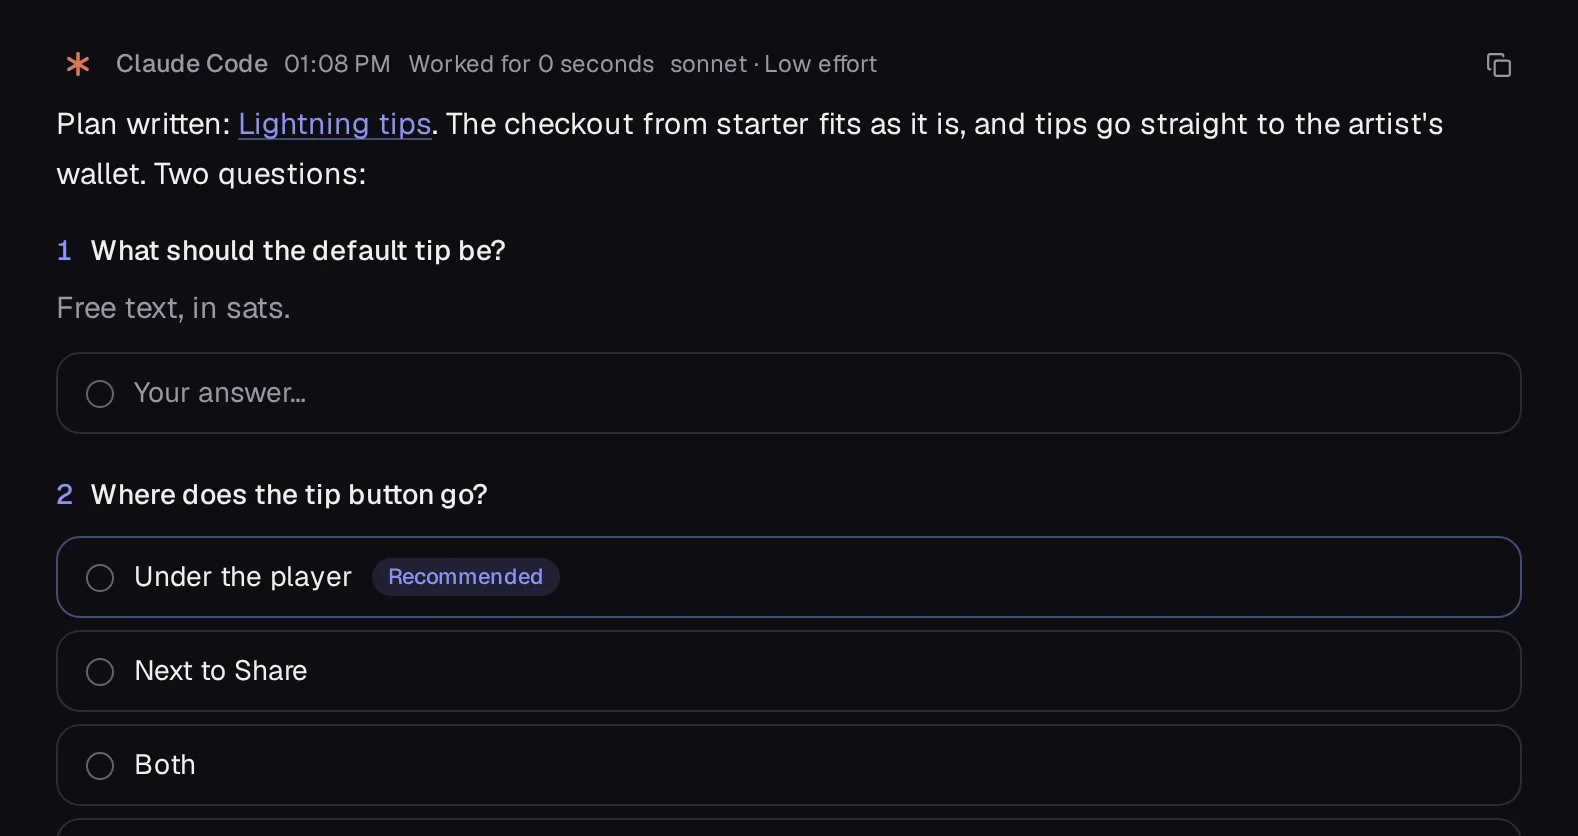 Claude Code 01:08 PM Worked for 0 seconds sonnet · Low effort
Plan written: Lightning tips. The checkout from starter fits as it is, and tips go straight to the artist's
wallet. Two questions:
1 What should the default tip be?
Free text, in sats.
Your answer...
2 Where does the tip button go?
Under the player Recommended
Next to Share
Both